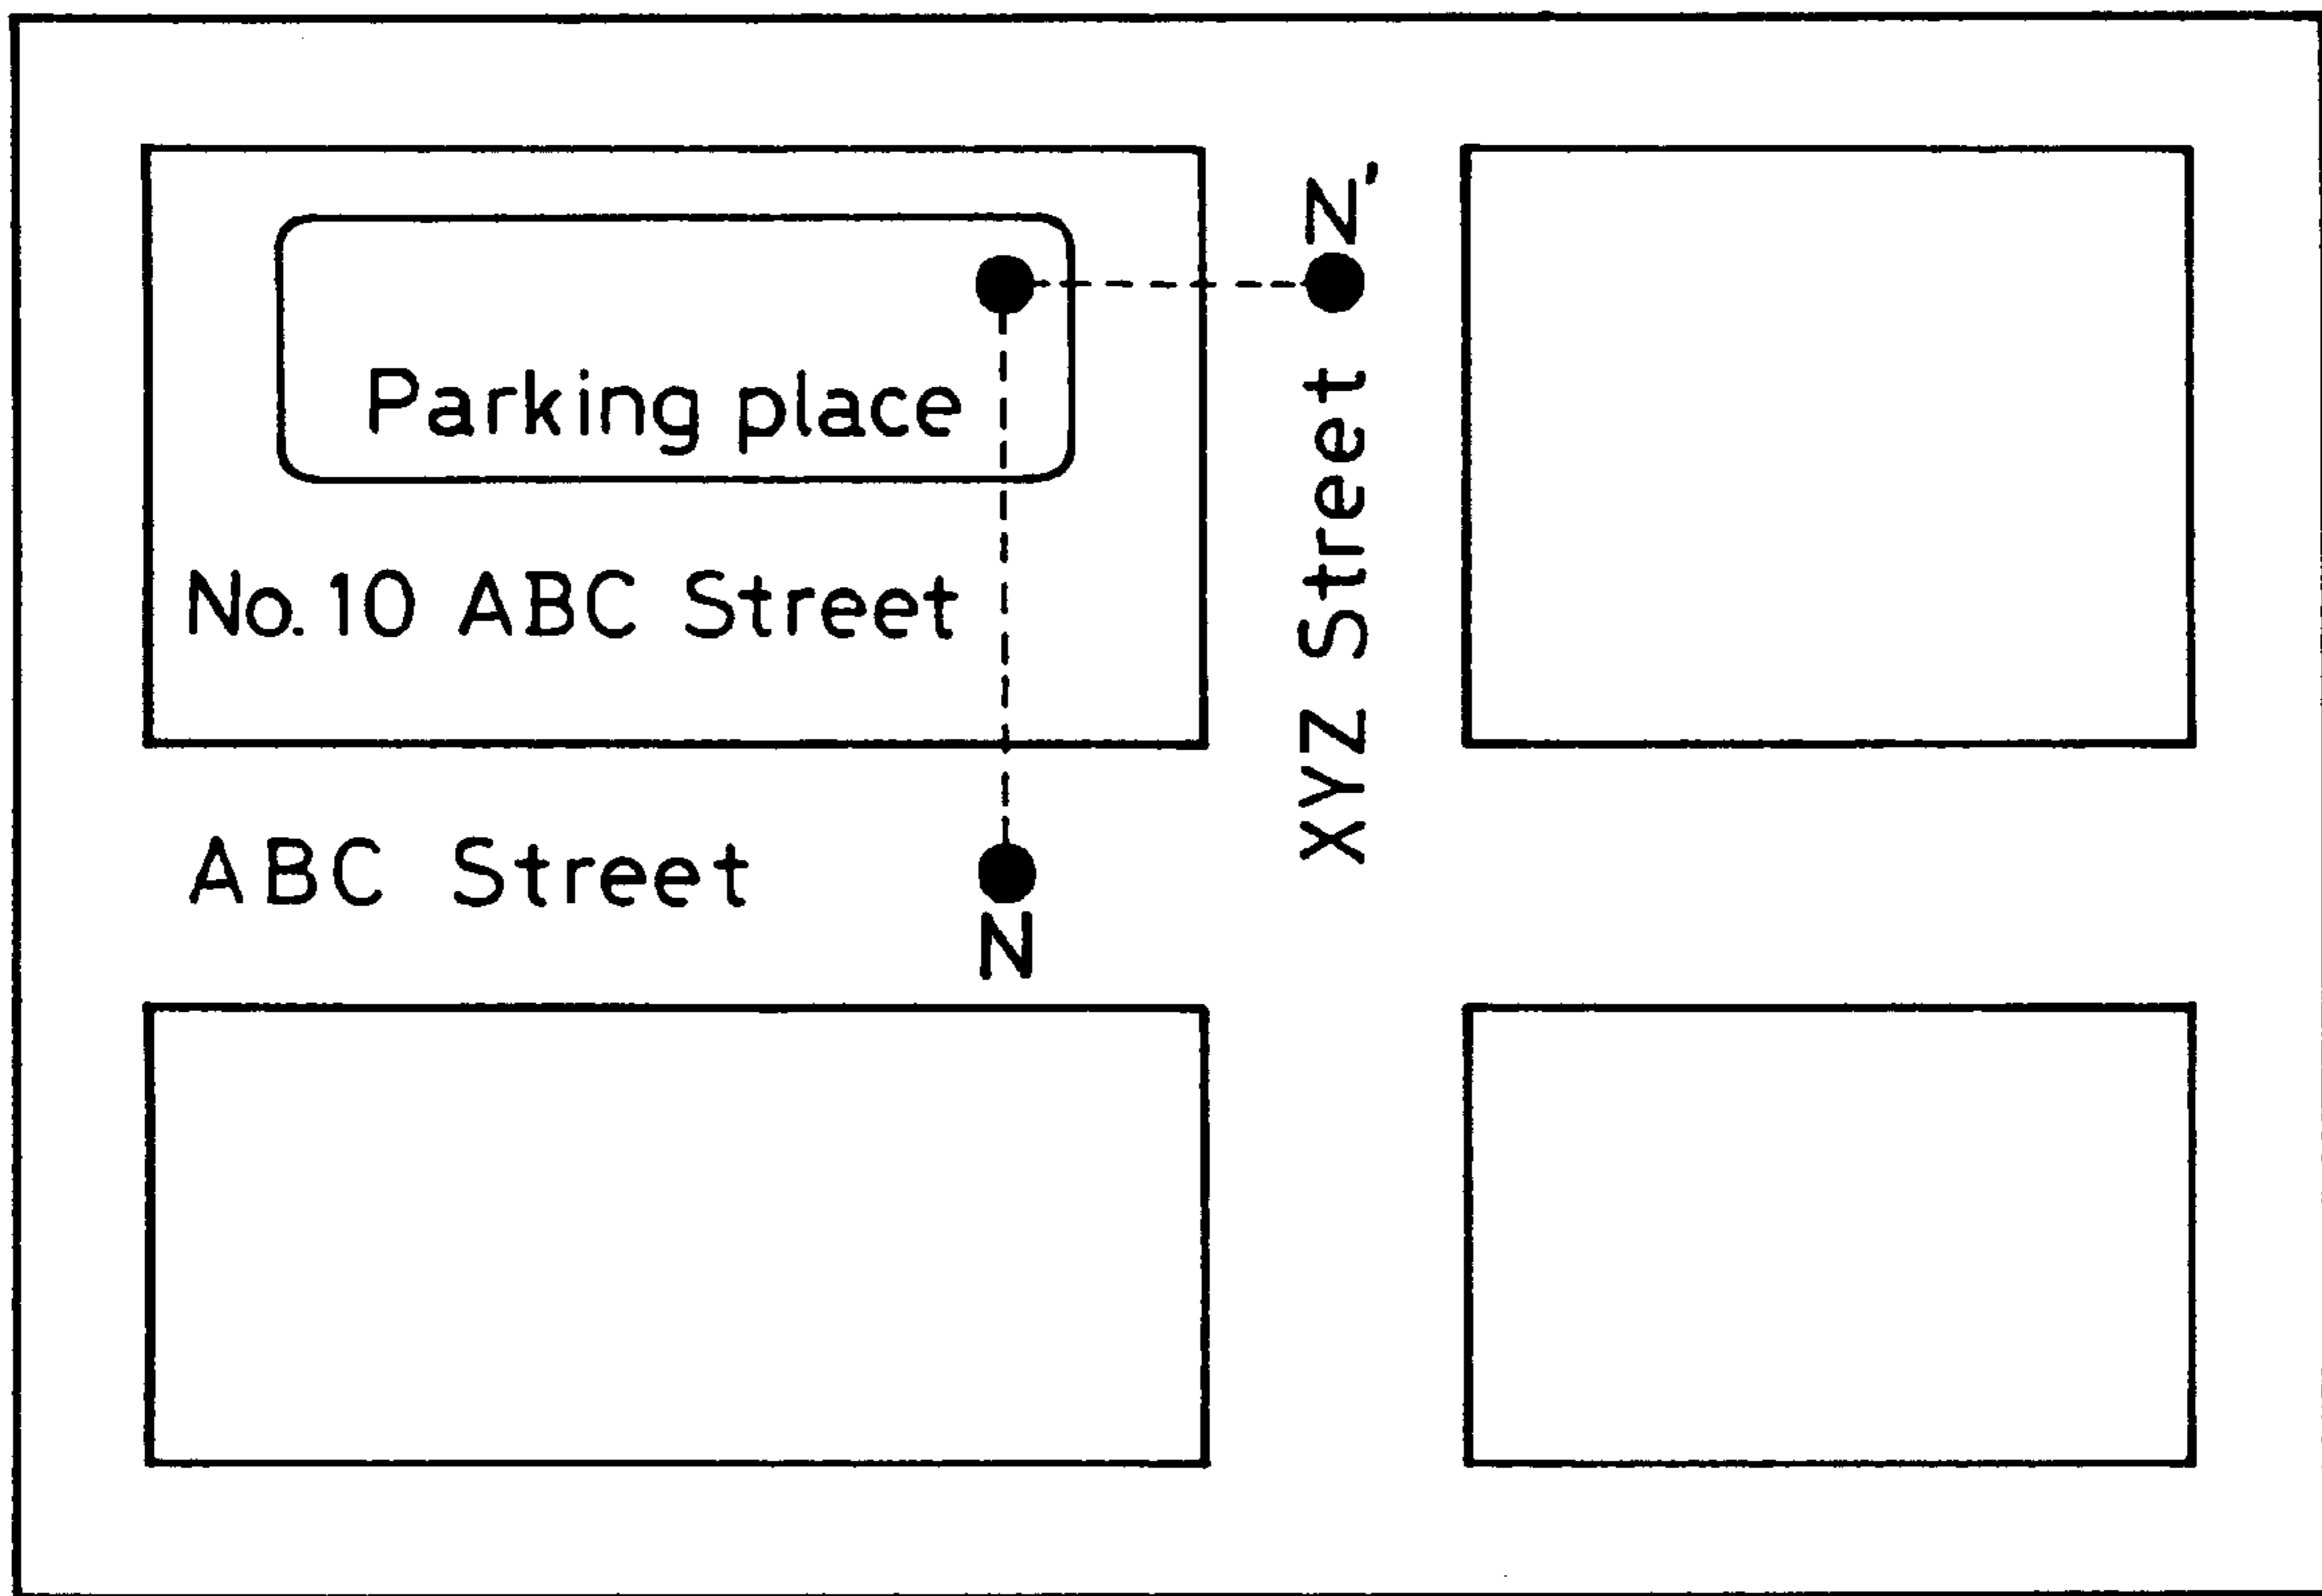 N'
Parking place
No.10 ABC Street
XYZ Street
ABC Street
N